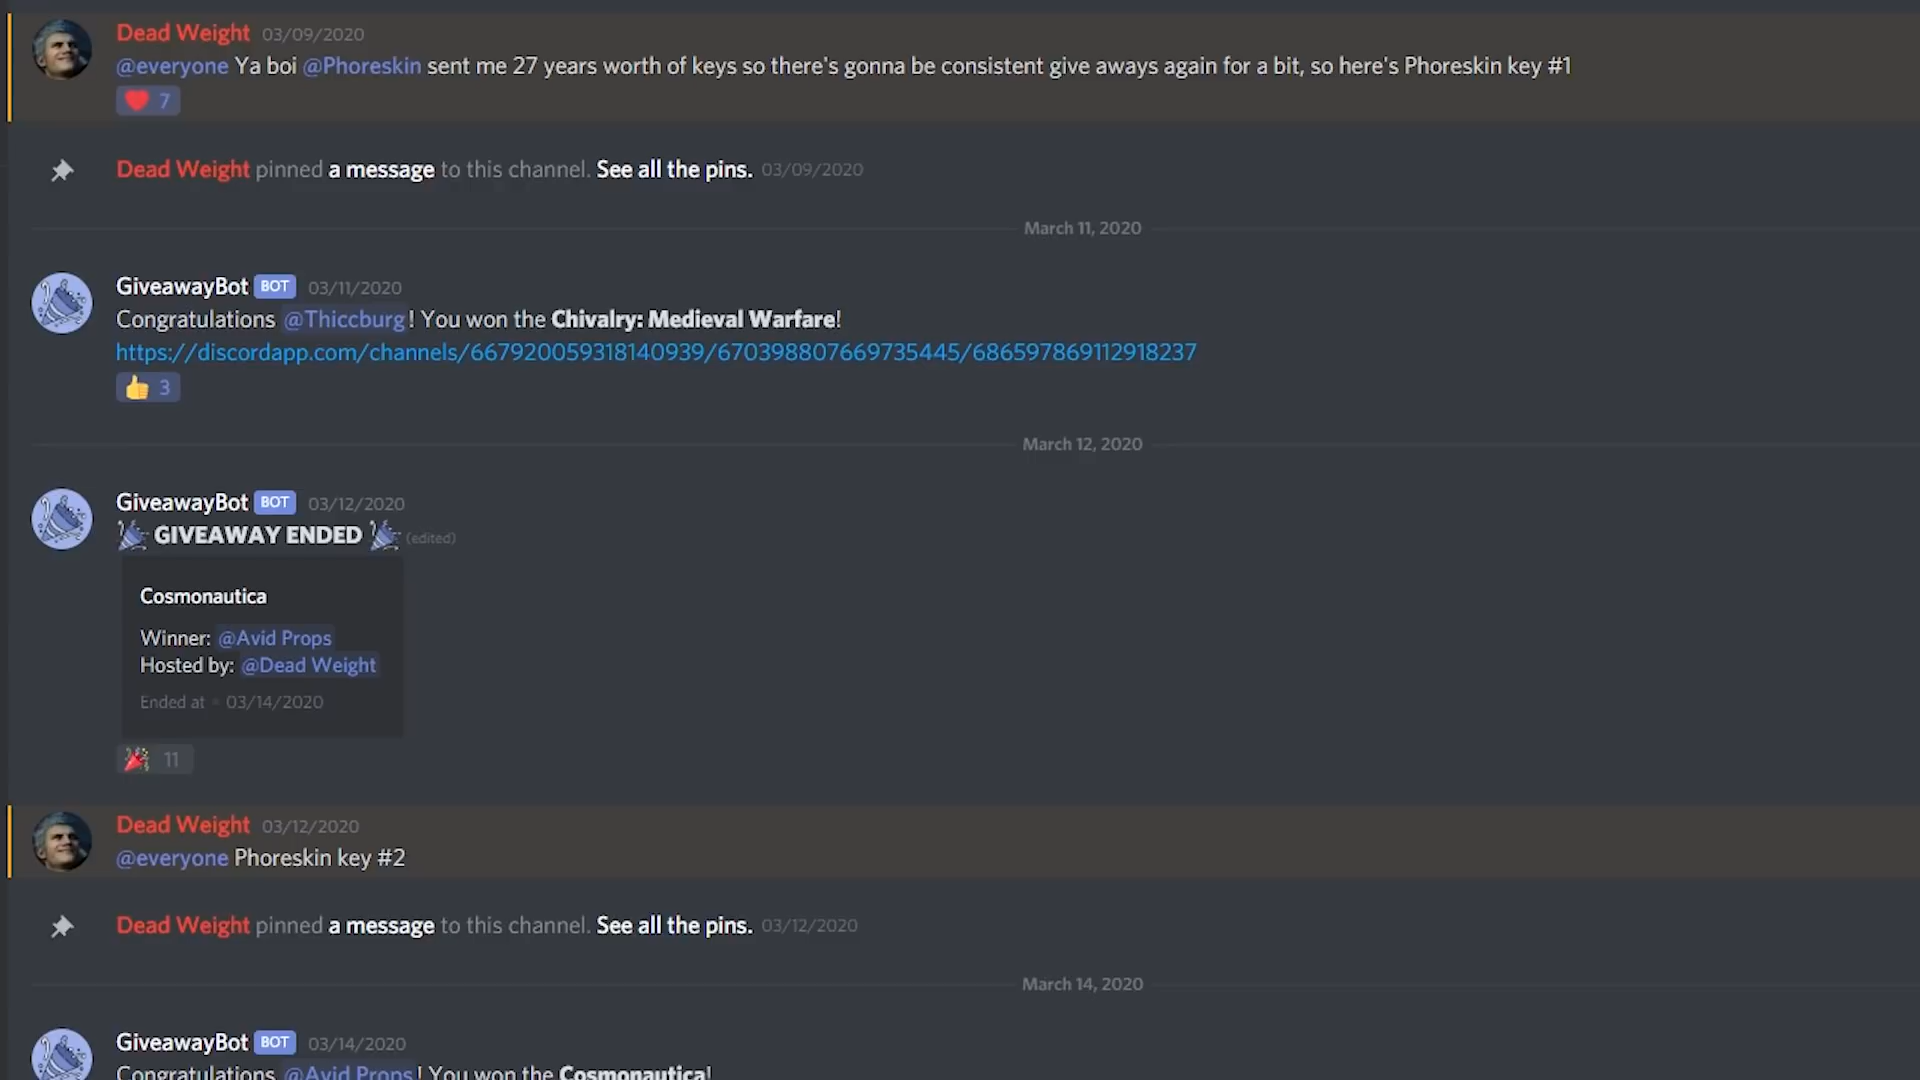 Dead Weight 03/09/2020
@everyone Ya boi @Phoreskin sent me 27 years worth of keys so there's gonna be consistent give aways again for a bit, so here's Phoreskin key #1
7
Dead Weight pinned a message to this channel. See all the pins. 03/09/2020
March 11, 2020
GiveawayBot BOT 03/11/2020
Congratulations @Thiccburg! You won the Chivalry: Medieval Warfare!
https://discordapp.com/channels/667920059318140939/670398807669735445/686597869112918237
3
March 12, 2020
GiveawayBot BOT 03/12/2020
GIVEAWAY ENDED (edited)
Cosmonautica
Winner: @Avid Props
Hosted by: @Dead Weight
Ended at • 03/14/2020
11
Dead Weight 03/12/2020
@everyone Phoreskin key #2
Dead Weight pinned a message to this channel. See all the pins. 03/12/2020
March 14, 2020
GiveawayBot BOT 03/14/2020
Congratulations @Avid Props! You won the Cosmonautica!